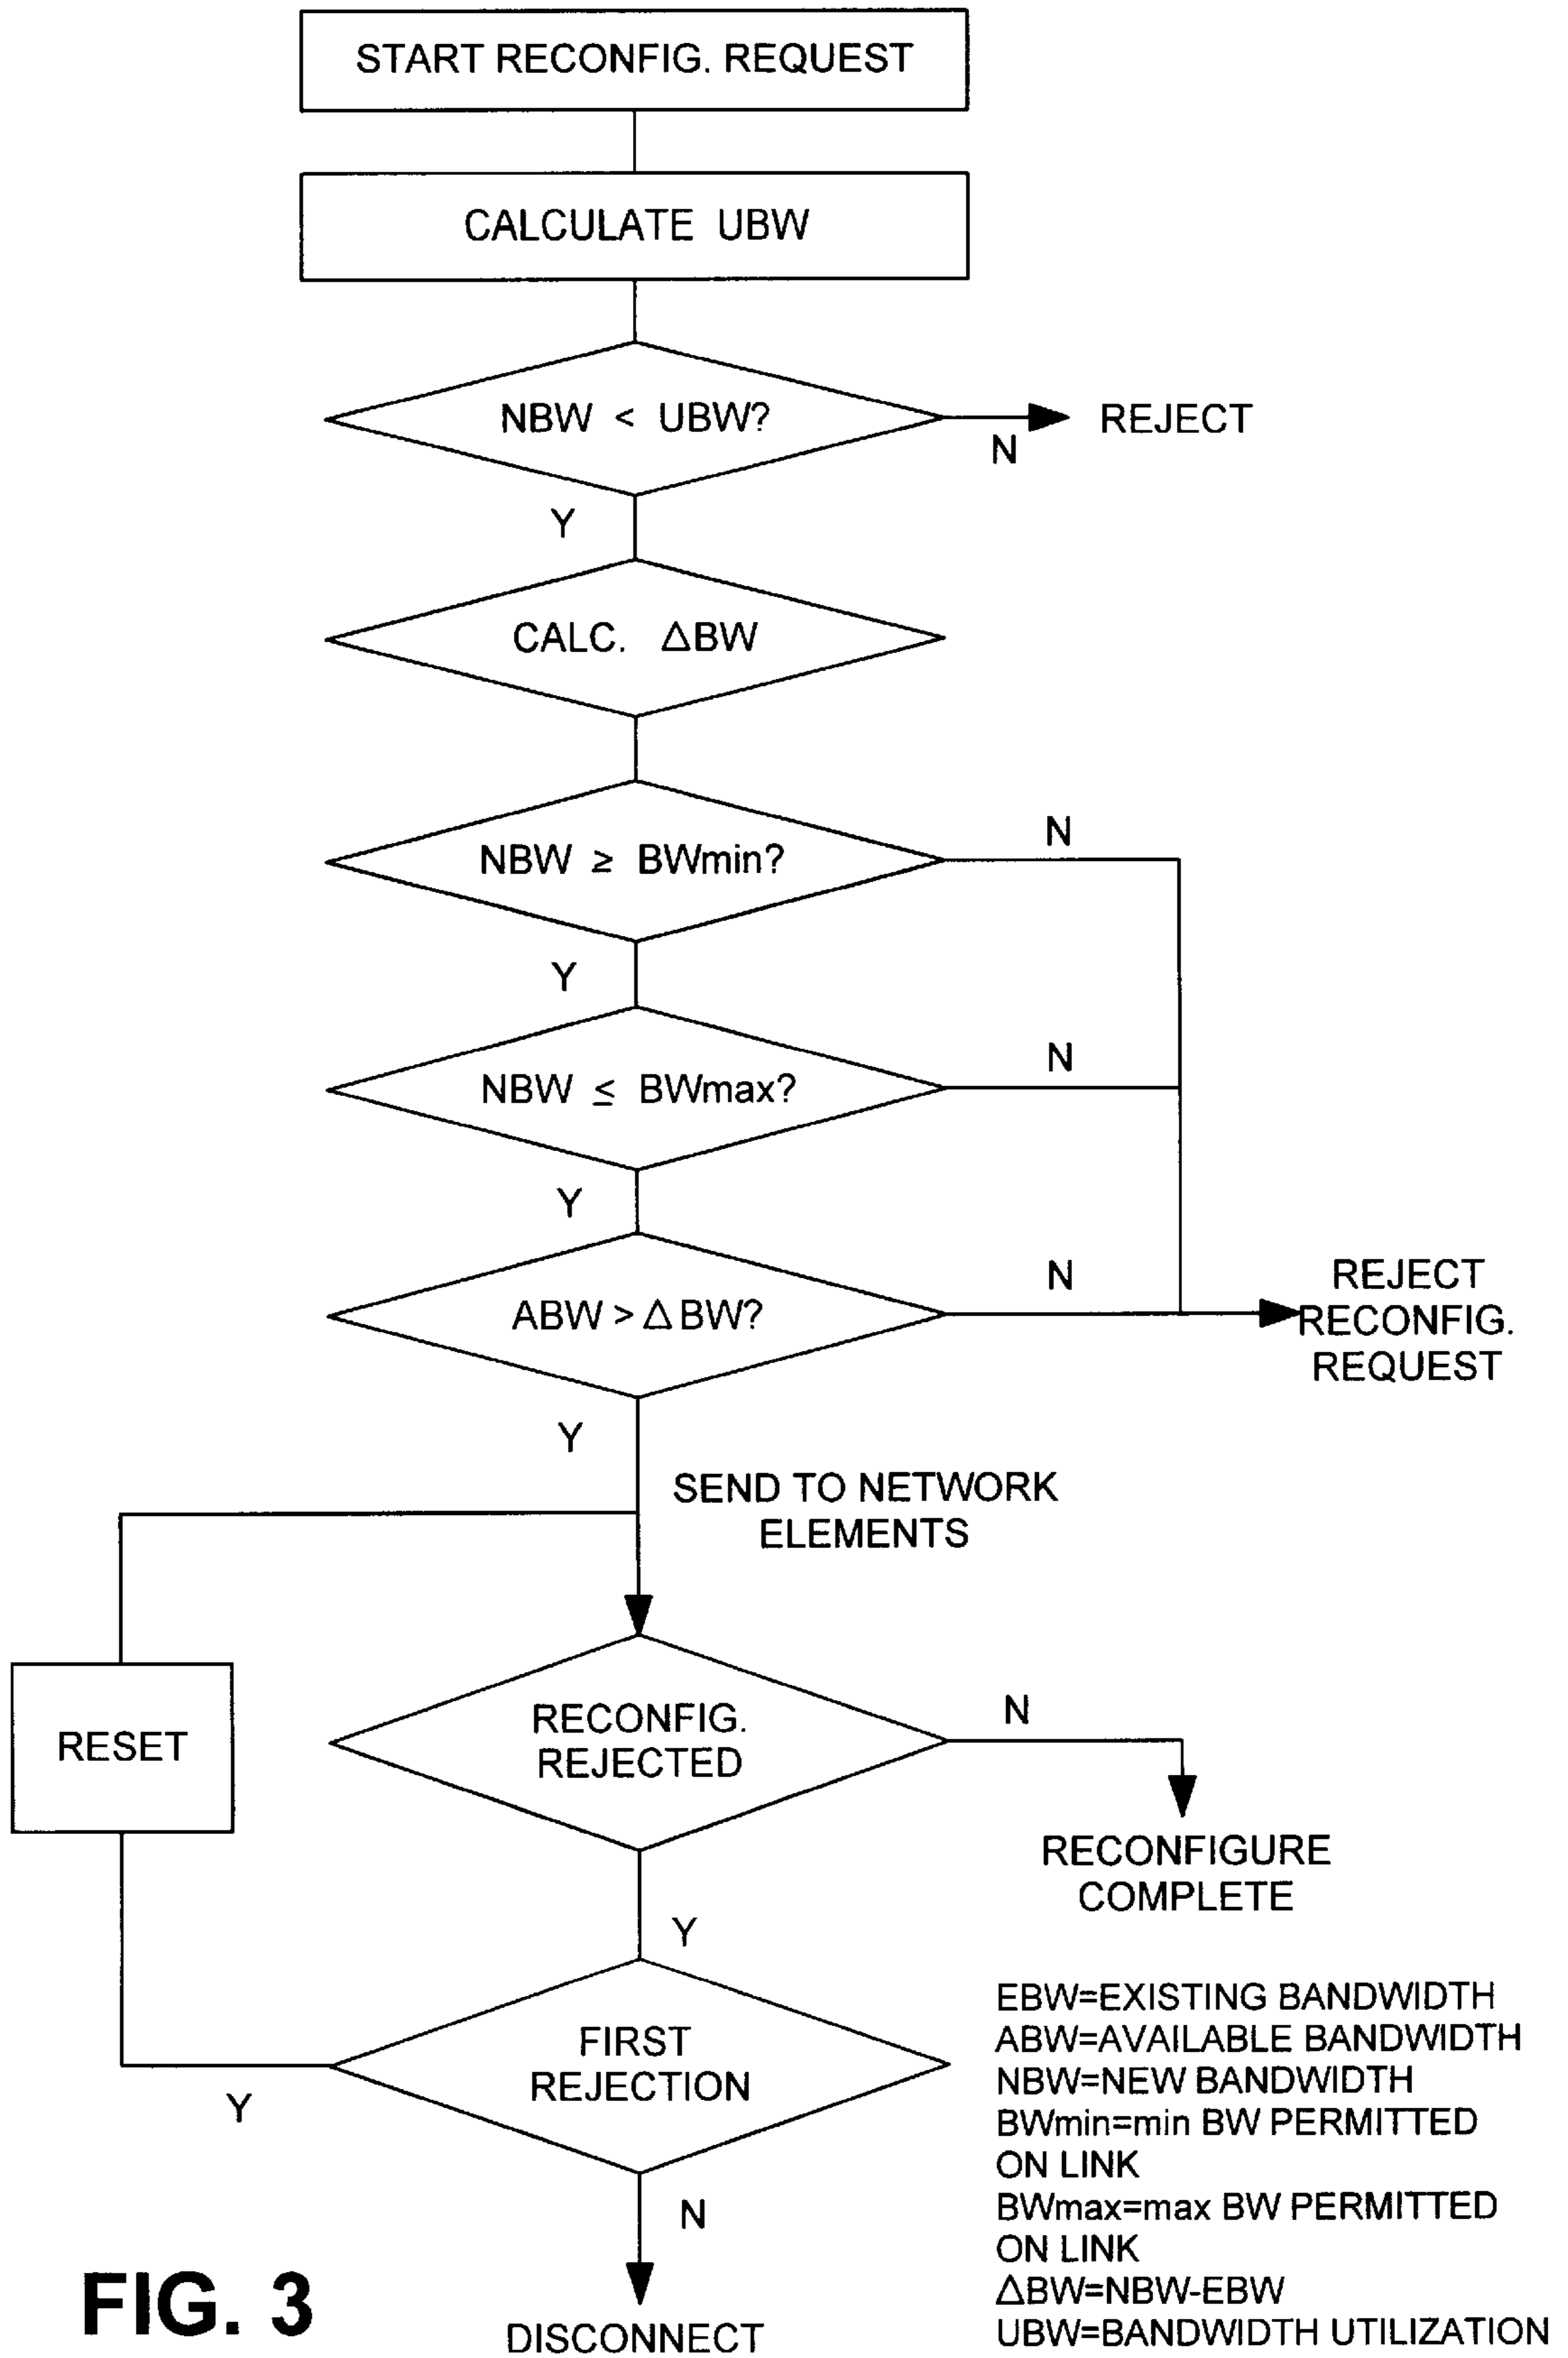 START RECONFIG. REQUEST
CALCULATE UBW
NBW < UBW?
N
REJECT
Y
CALC. △BW
NBW ≥ BWmin?
N
Y
NBW ≤ BWmax?
N
Y
ABW > △ BW?
N
REJECT
RECONFIG.
REQUEST
Y
SEND TO NETWORK
ELEMENTS
RESET
RECONFIG.
REJECTED
N
RECONFIGURE
COMPLETE
Y
FIRST
REJECTION
Y
N
DISCONNECT
EBW=EXISTING BANDWIDTH
ABW=AVAILABLE BANDWIDTH
NBW=NEW BANDWIDTH
BWmin=min BW PERMITTED
ON LINK
BWmax=max BW PERMITTED
ON LINK
△BW=NBW-EBW
UBW=BANDWIDTH UTILIZATION
FIG. 3